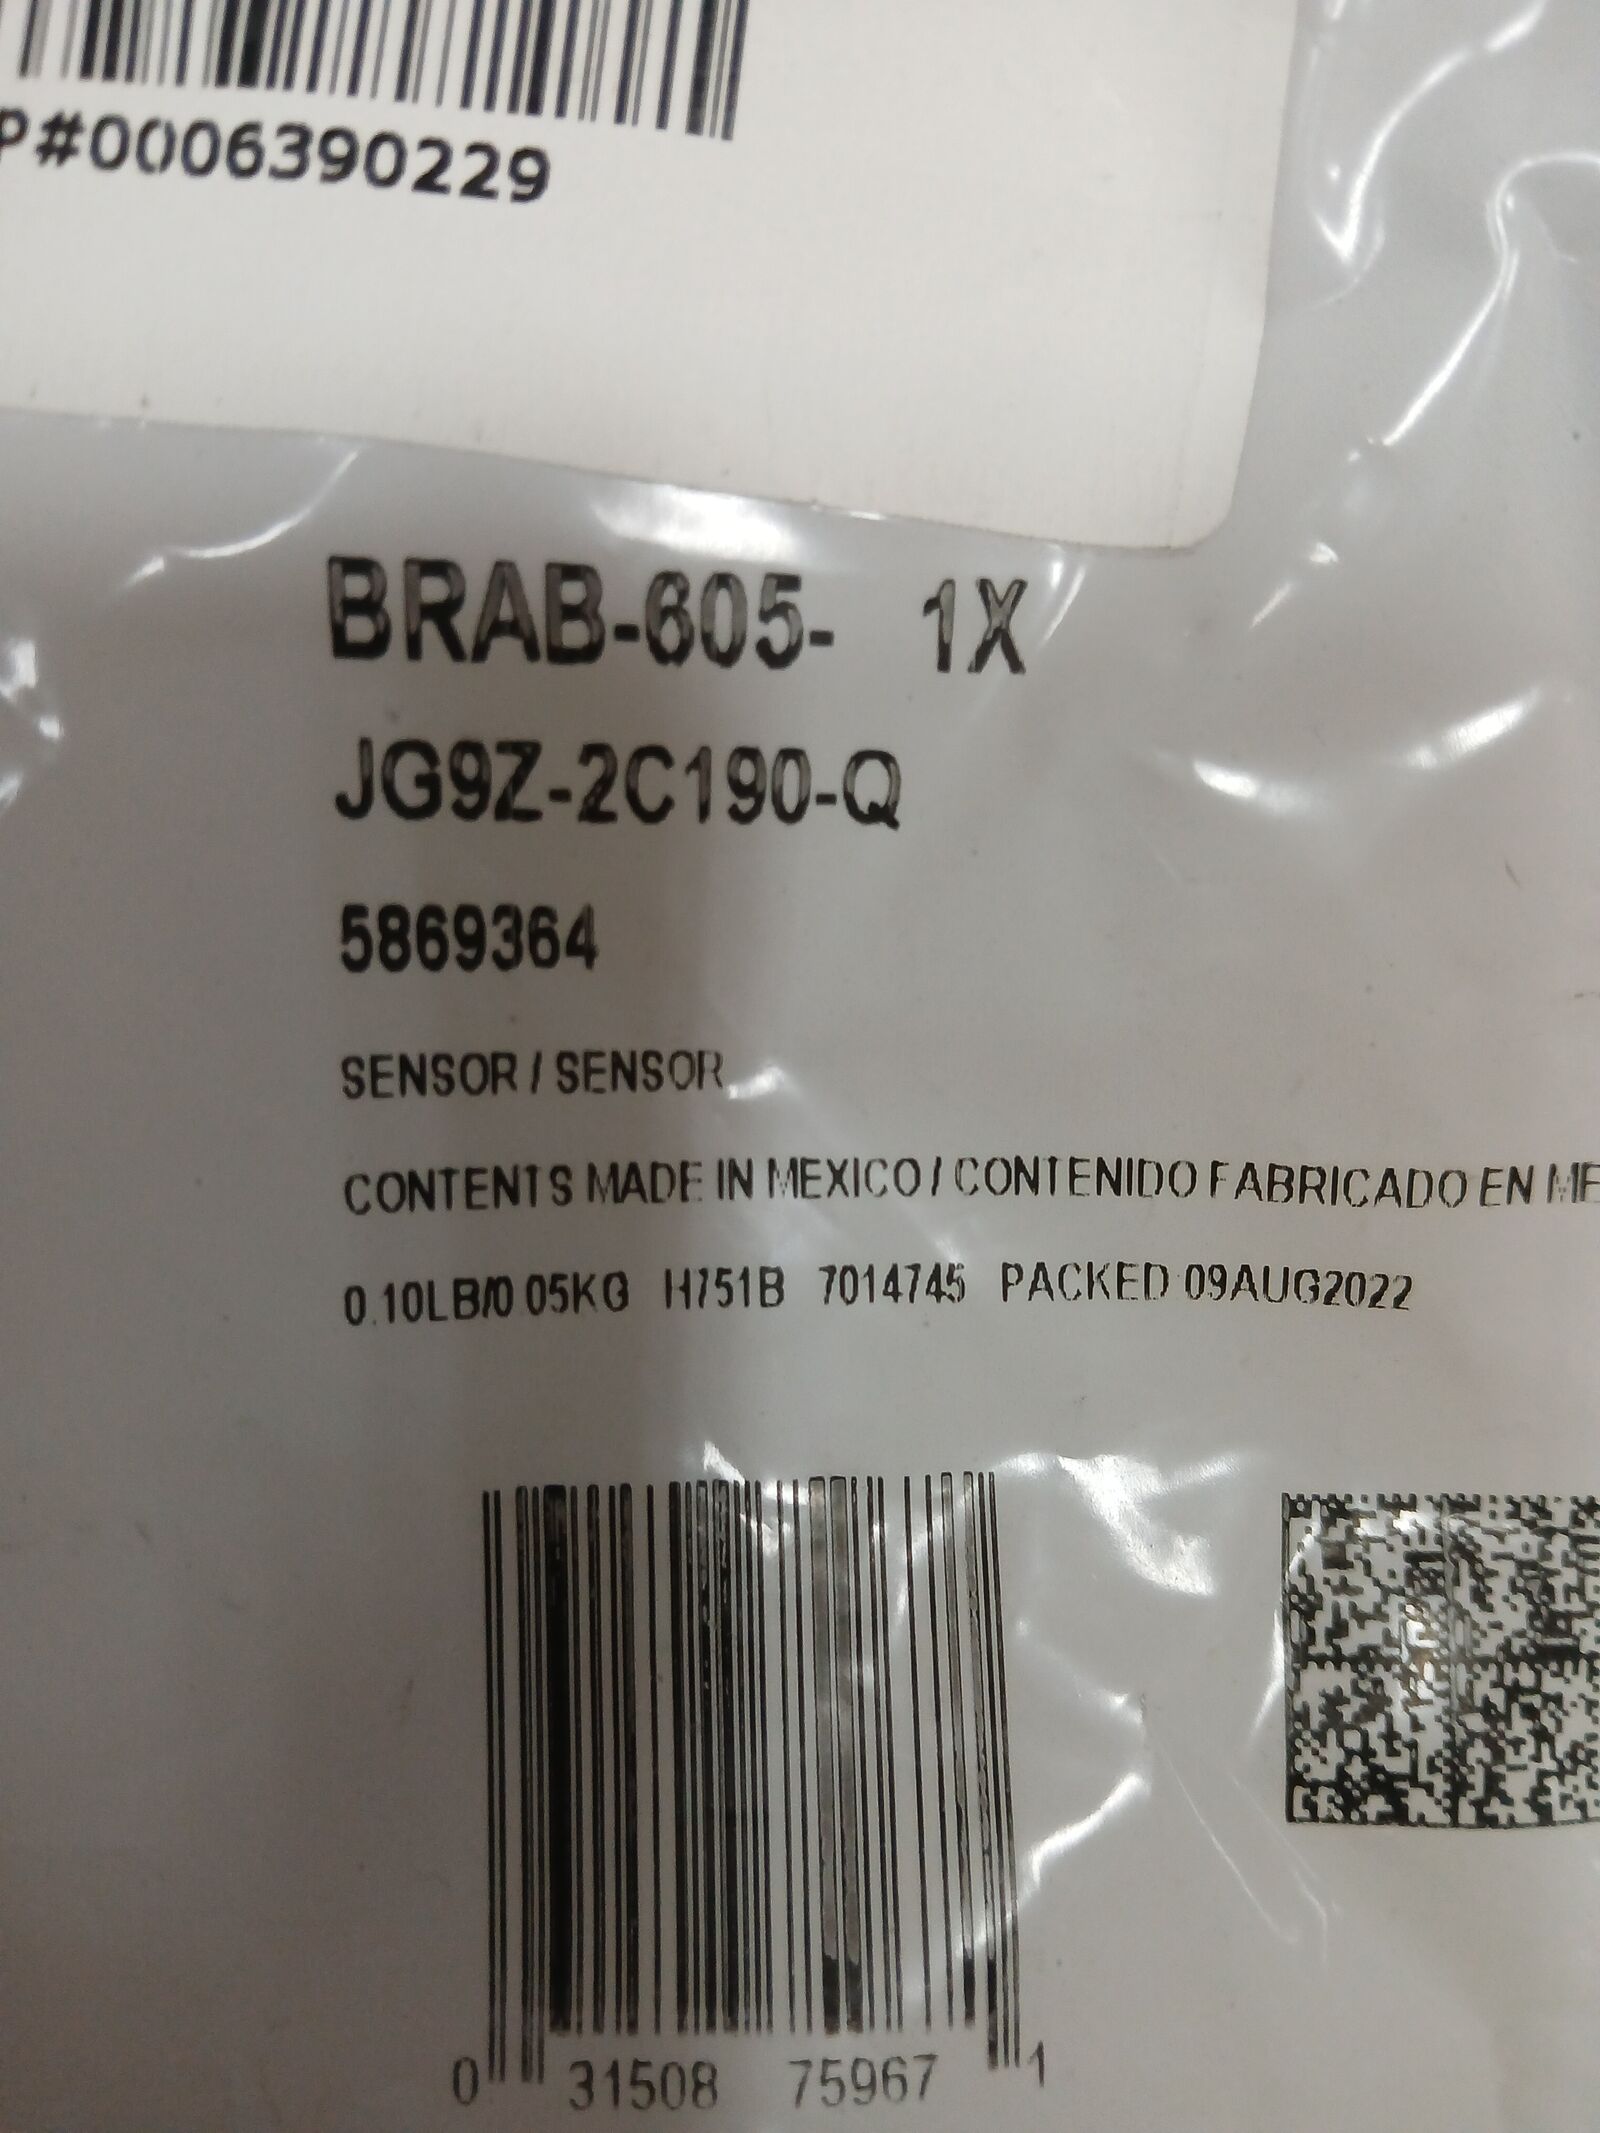 P#0006390229
BRAB-605- 1X
JG9Z-2C190-Q
5869364
SENSOR / SENSOR
CONTENTS MADE IN MEXICO / CONTENIDO FABRICADO EN ME
0.10LB/0.05KG H751B 7014745 PACKED 09AUG2022
0 31508 75967 1